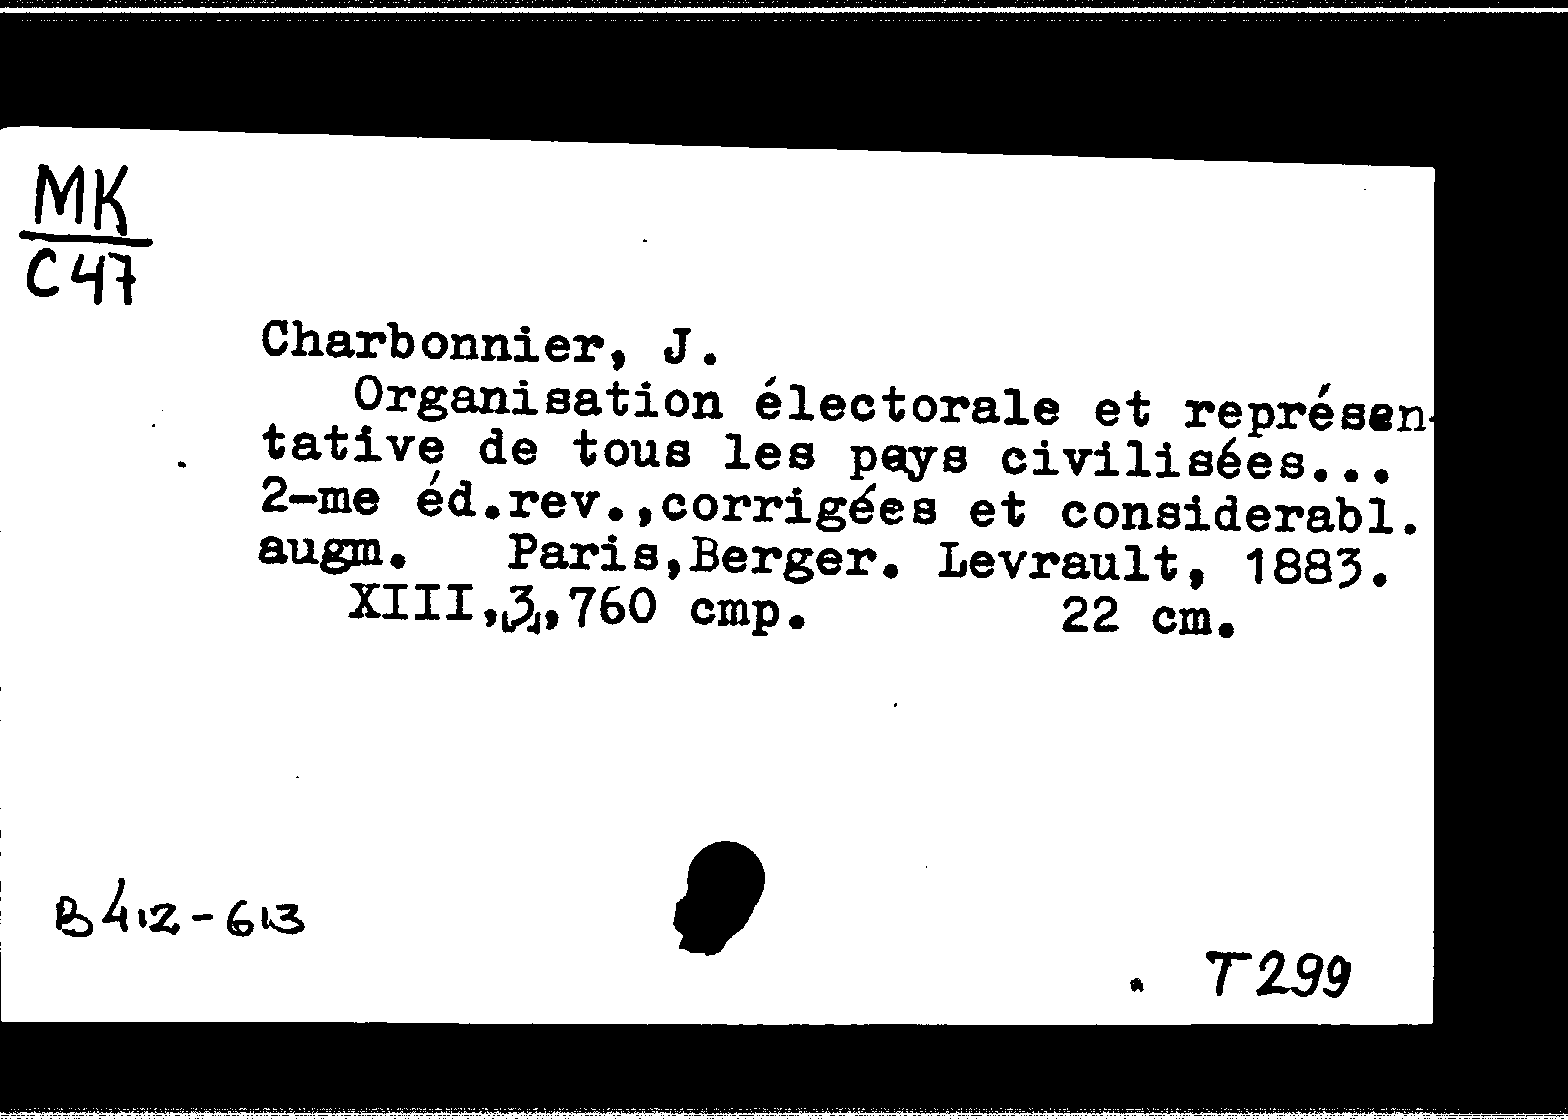 MK
C47
Charbonnier, J.
Organisation électorale et représen-
tative de tous les pays civilisées...
2-me éd.rev.,corrigées et considerabl.
augm. Paris,Berger. Levrault, 1883.
XIII,[3],760 cmp. 22 cm.
B412-613
T299